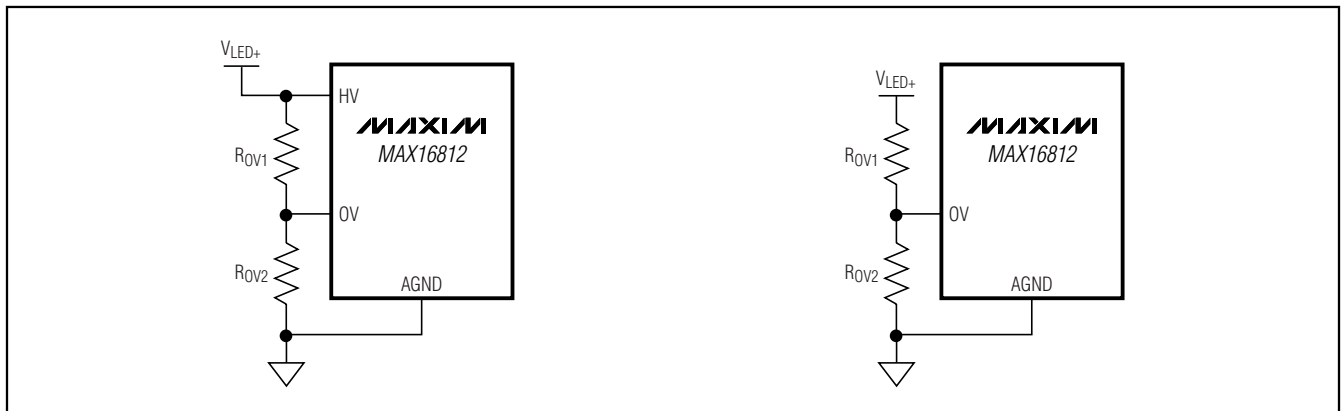 VLED+
HV
MAXIM
MAX16812
ROV1
OV
ROV2
AGND
VLED+
MAXIM
MAX16812
ROV1
OV
ROV2
AGND